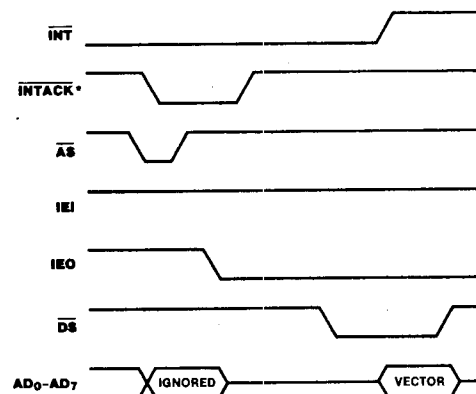 INT
INTACK*
AS
IEI
IEO
DS
AD0-AD7 IGNORED VECTOR